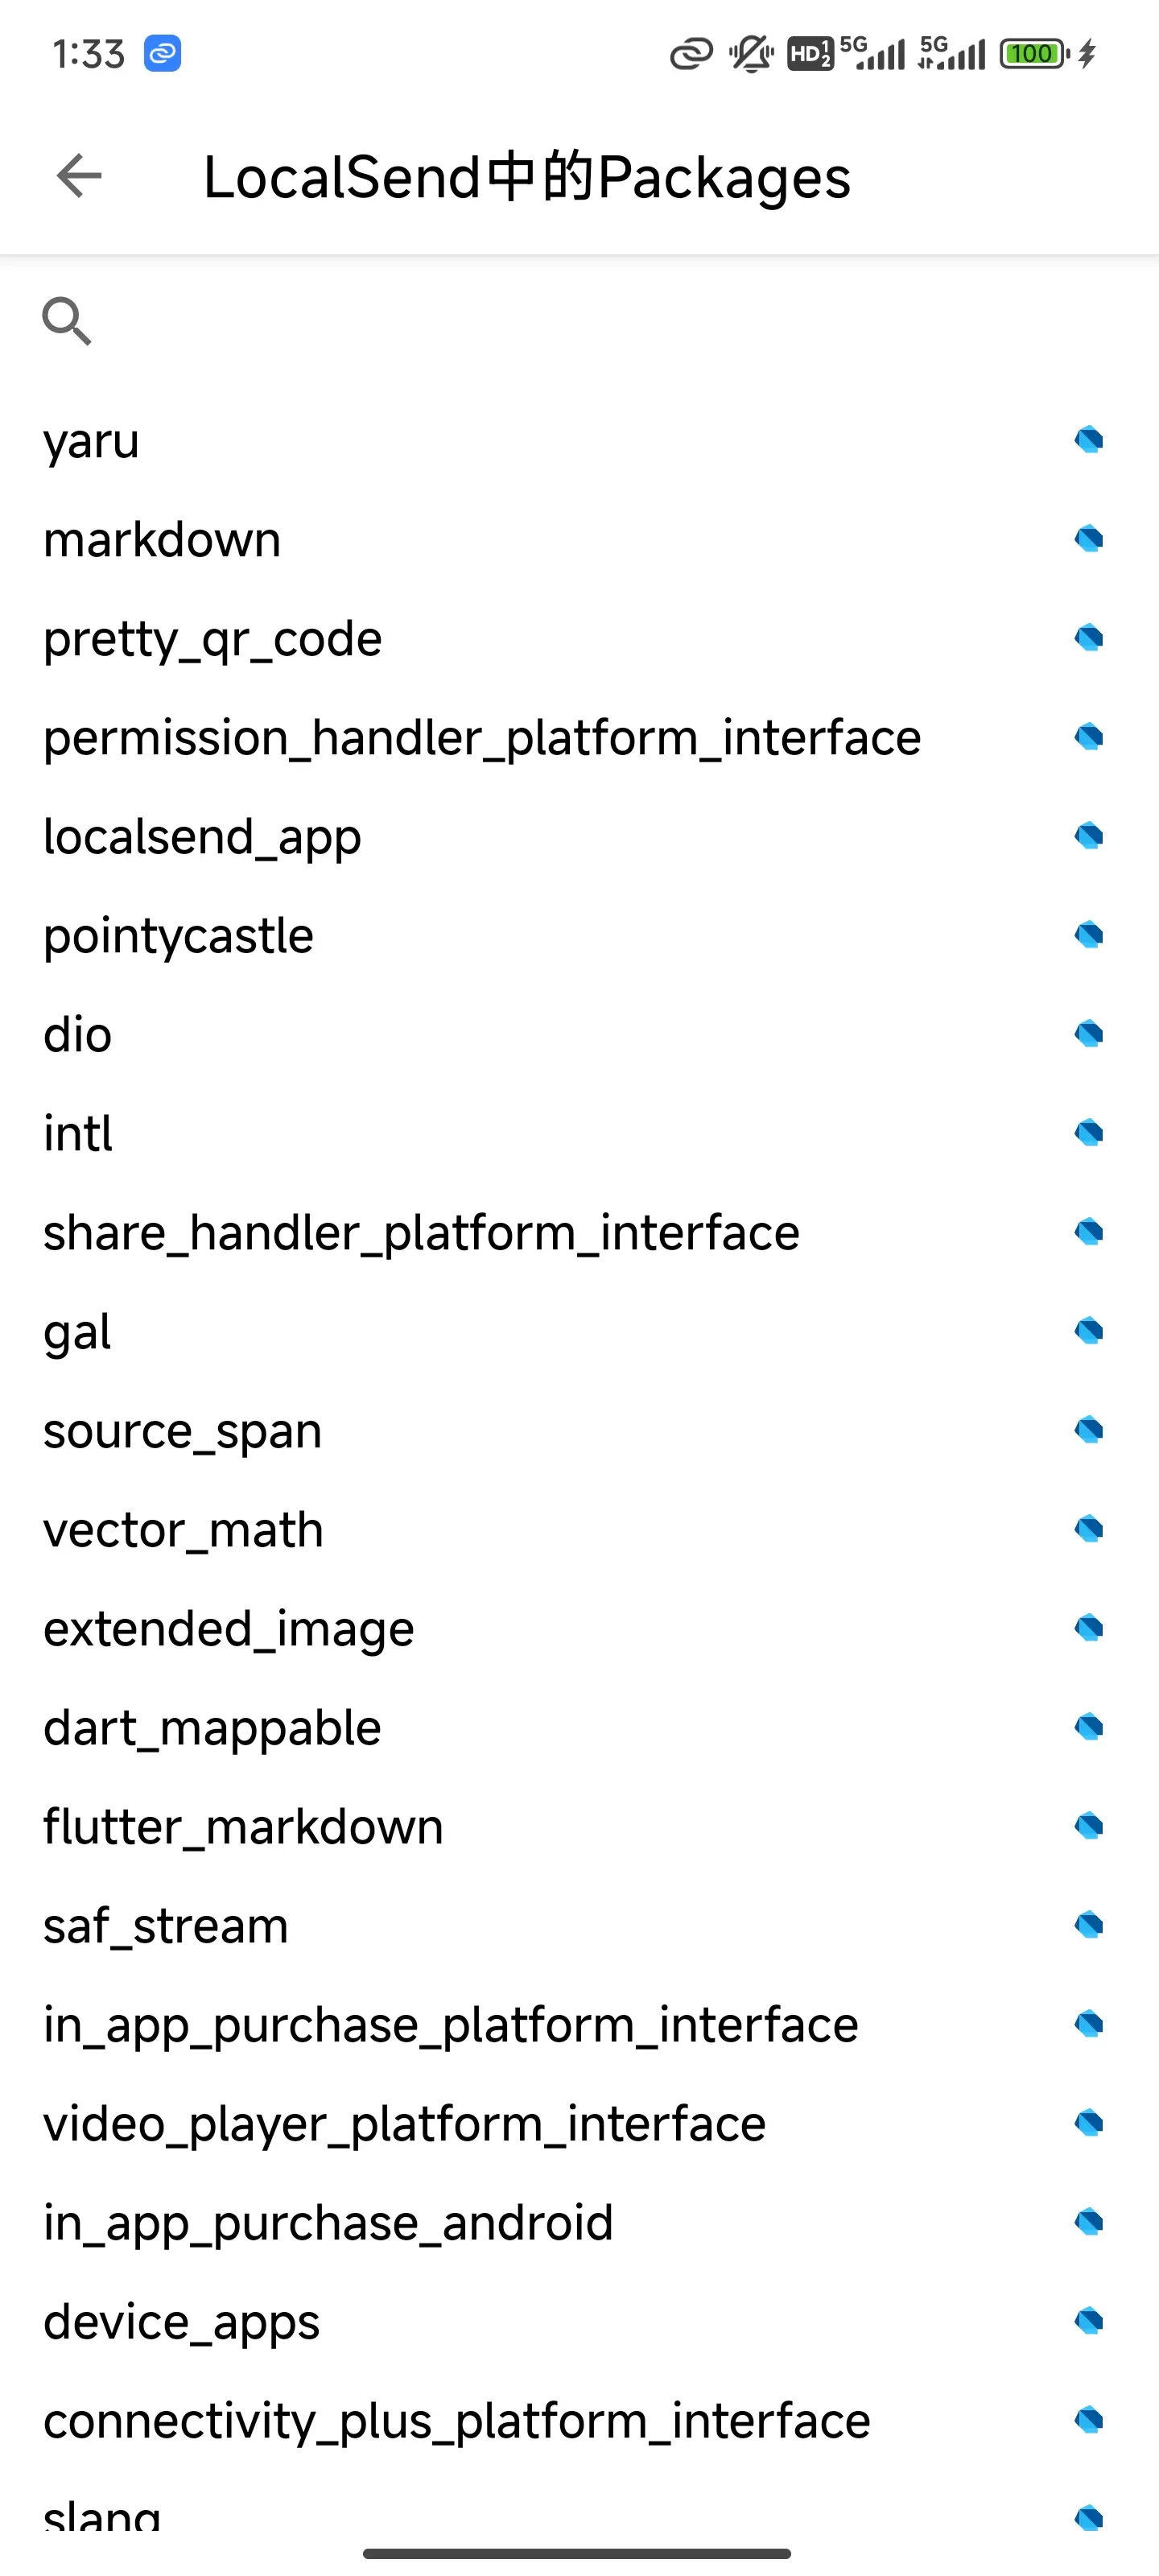 1:33
HD 1 2 5G 5G 100
LocalSend中的Packages
yaru
markdown
pretty_qr_code
permission_handler_platform_interface
localsend_app
pointycastle
dio
intl
share_handler_platform_interface
gal
source_span
vector_math
extended_image
dart_mappable
flutter_markdown
saf_stream
in_app_purchase_platform_interface
video_player_platform_interface
in_app_purchase_android
device_apps
connectivity_plus_platform_interface
slang